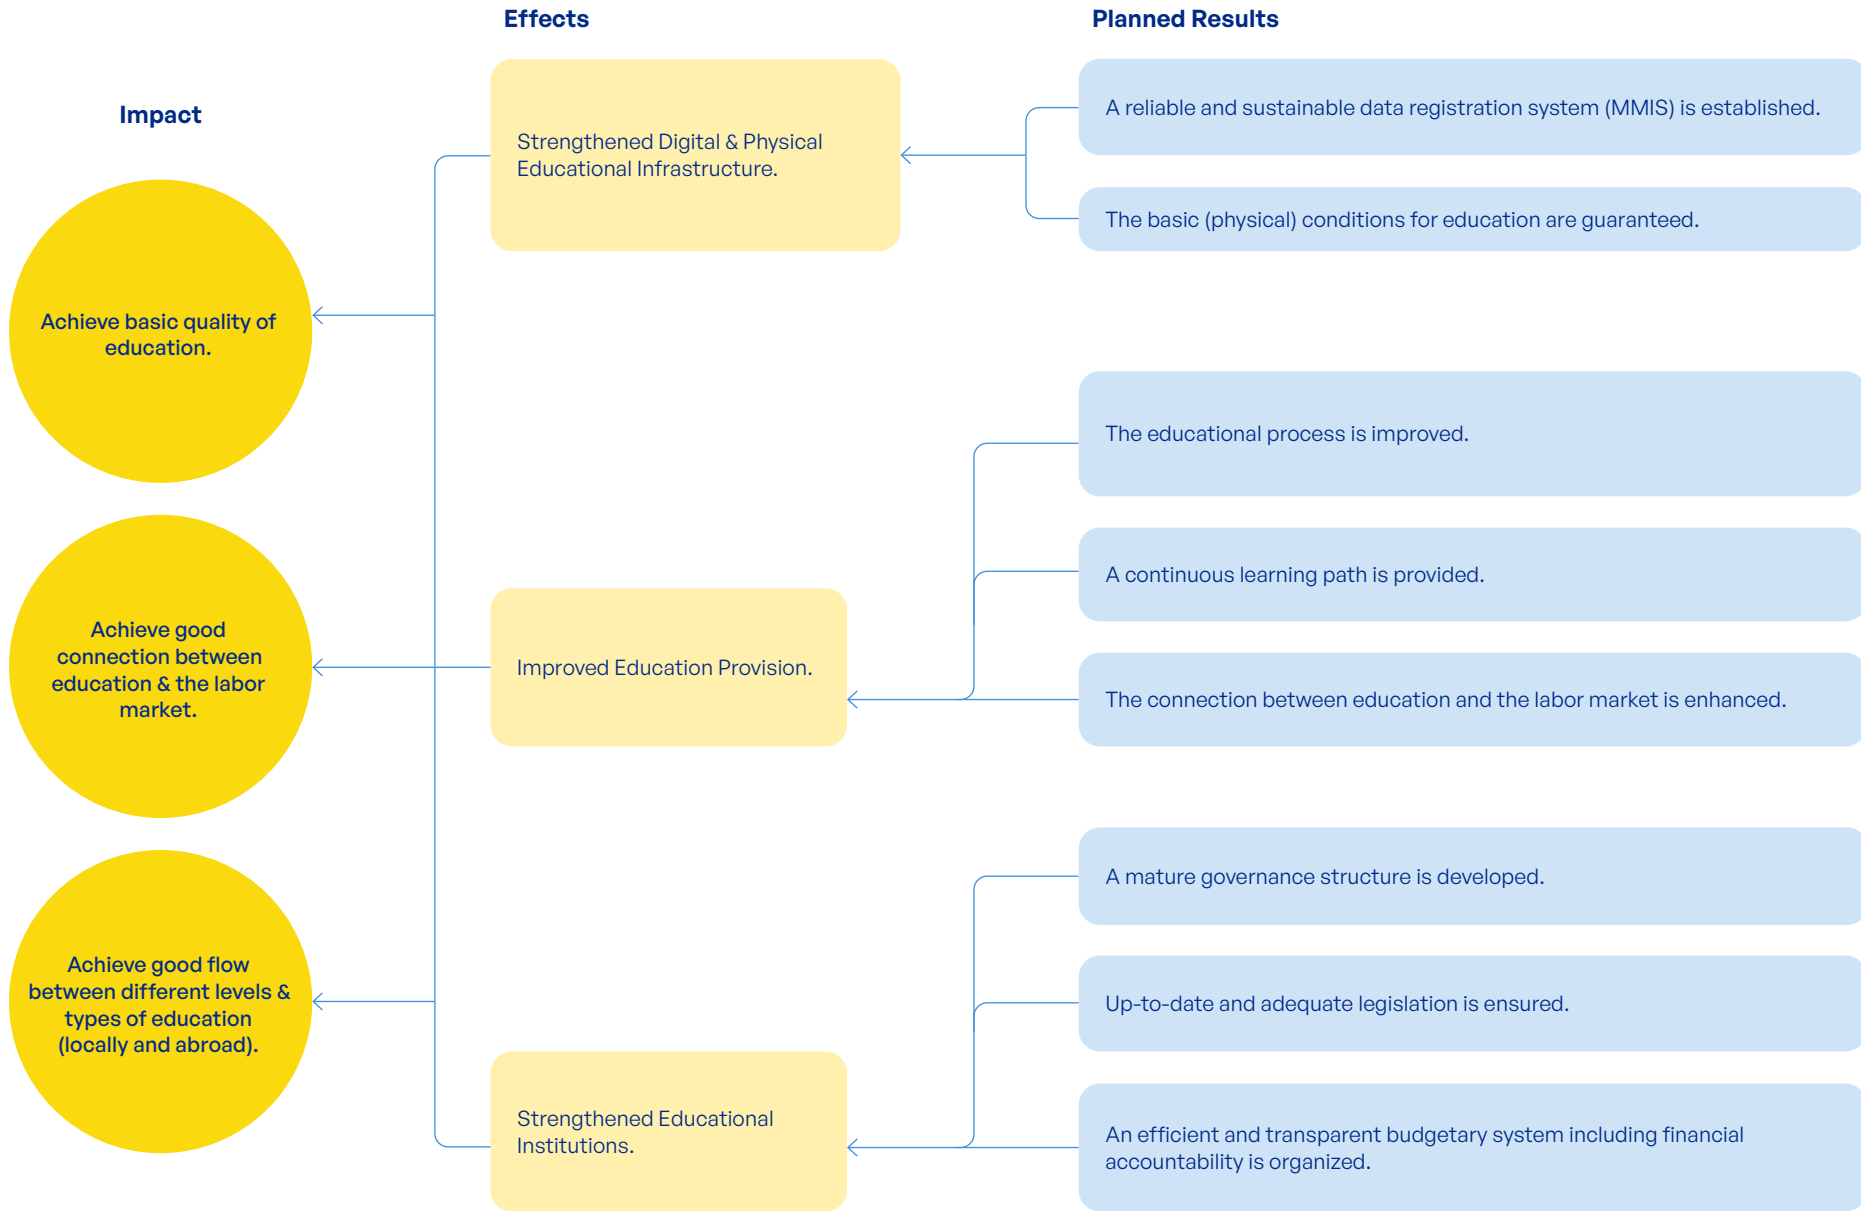 Effects
Planned Results
Impact
Strengthened Digital & Physical
Educational Infrastructure.
A reliable and sustainable data registration system (MMIS) is established.
The basic (physical) conditions for education are guaranteed.
Achieve basic quality of
education.
The educational process is improved.
A continuous learning path is provided.
Achieve good
connection between
education & the labor
market.
Improved Education Provision.
The connection between education and the labor market is enhanced.
A mature governance structure is developed.
Achieve good flow
between different levels &
types of education
(locally and abroad).
Up-to-date and adequate legislation is ensured.
Strengthened Educational
Institutions.
An efficient and transparent budgetary system including financial
accountability is organized.